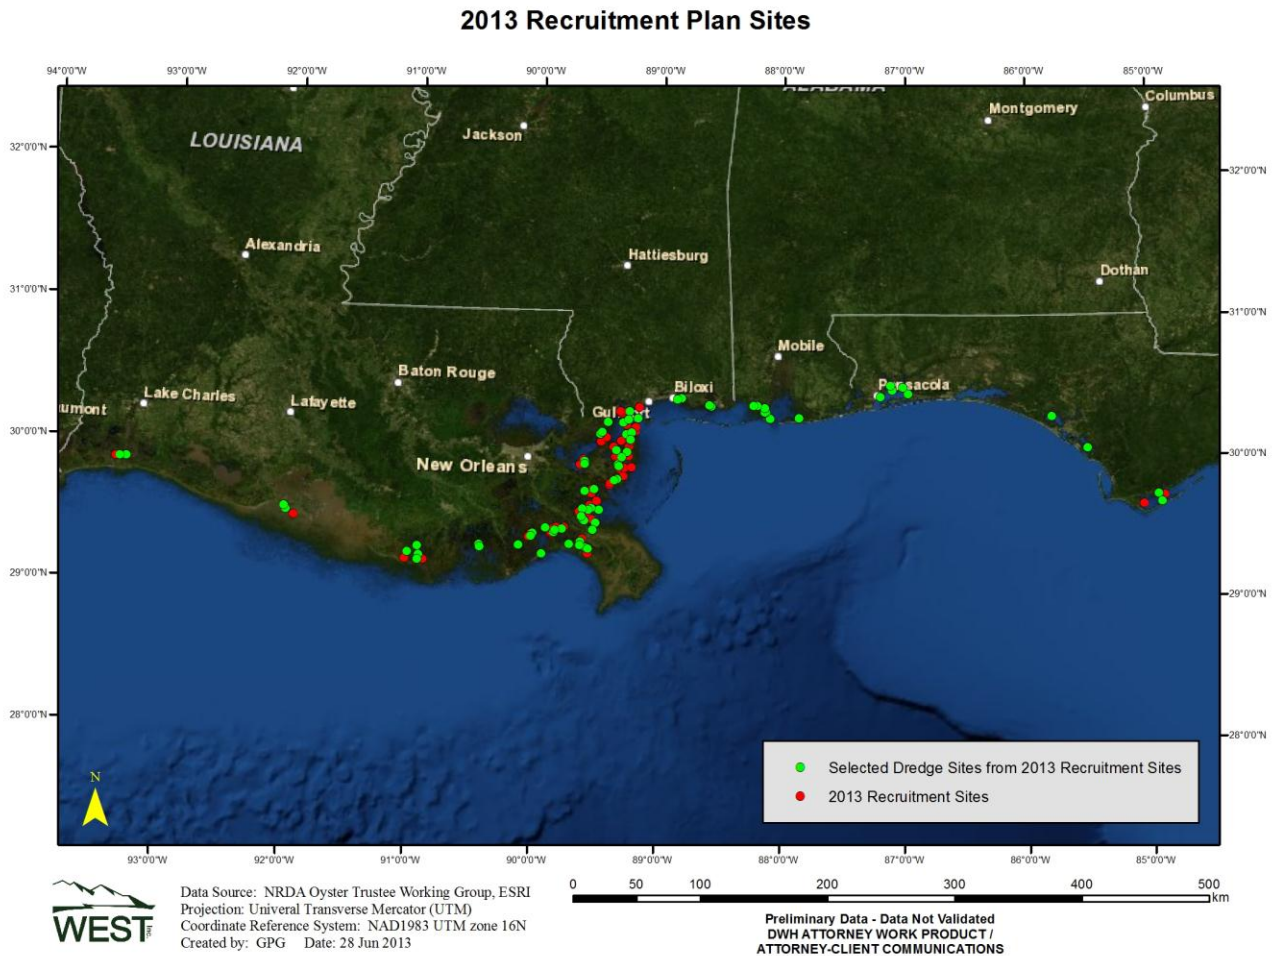 2013 Recruitment Plan Sites
94°0'0"W 93°0'0"W 92°0'0"W 91°0'0"W 90°0'0"W 89°0'0"W 88°0'0"W 87°0'0"W 86°0'0"W 85°0'0"W
ALABAMA
Columbus
Montgomery
Jackson
LOUISIANA
32°0'0"N
32°0'0"N
Alexandria
Hattiesburg
Dothan
31°0'0"N
31°0'0"N
Mobile
Baton Rouge
Pensacola
Biloxi
Lake Charles
Lafayette
umont
Gulfport
30°0'0"N
30°0'0"N
New Orleans
29°0'0"N
29°0'0"N
28°0'0"N
28°0'0"N
Selected Dredge Sites from 2013 Recruitment Sites
2013 Recruitment Sites
N
93°0'0"W 92°0'0"W 91°0'0"W 90°0'0"W 89°0'0"W 88°0'0"W 87°0'0"W 86°0'0"W 85°0'0"W
WEST Inc.
Data Source: NRDA Oyster Trustee Working Group, ESRI
Projection: Univeral Transverse Mercator (UTM)
Coordinate Reference System: NAD1983 UTM zone 16N
Created by: GPG Date: 28 Jun 2013
0 50 100 200 300 400 500
km
Preliminary Data - Data Not Validated
DWH ATTORNEY WORK PRODUCT /
ATTORNEY-CLIENT COMMUNICATIONS